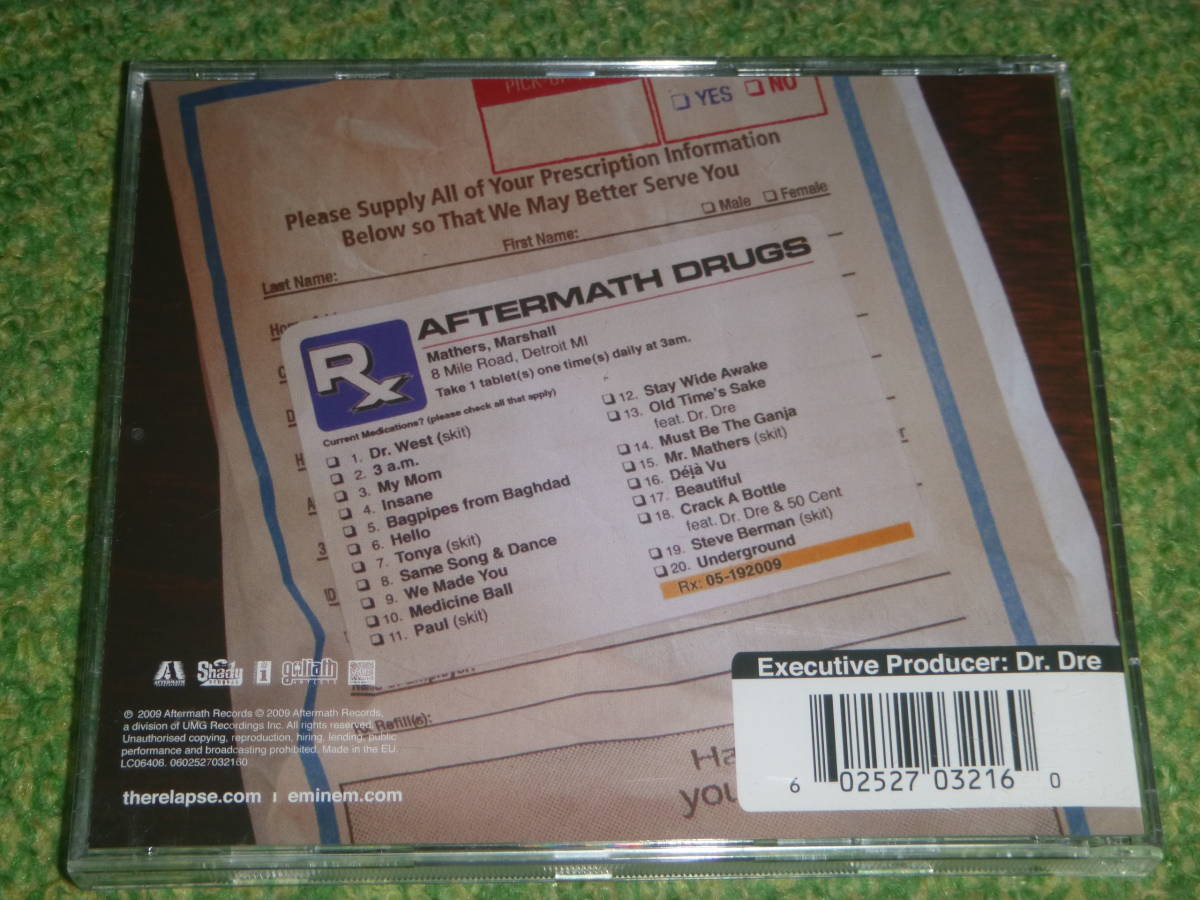 PICK-UP
YES
NO
Please Supply All of Your Prescription Information
Below so That We May Better Serve You
Male
Female
Last Name:
First Name:
AFTERMATH DRUGS
Rx
Mathers, Marshall
8 Mile Road, Detroit MI
Take 1 tablet(s) one time(s) daily at 3am.
Current Medications? (please check all that apply)
1. Dr. West (skit)
2. 3 a.m.
3. My Mom
4. Insane
5. Bagpipes from Baghdad
6. Hello
7. Tonya (skit)
8. Same Song & Dance
9. We Made You
10. Medicine Ball
11. Paul (skit)
12. Stay Wide Awake
13. Old Time's Sake
feat. Dr. Dre
14. Must Be The Ganja
15. Mr. Mathers (skit)
16. Déjà Vu
17. Beautiful
18. Crack A Bottle
feat. Dr. Dre & 50 Cent
19. Steve Berman (skit)
20. Underground
Rx: 05-192009
Refill(s):
AFTERMATH
Shady
goliath
℗ 2009 Aftermath Records © 2009 Aftermath Records,
a division of UMG Recordings Inc. All rights reserved.
Unauthorised copying, reproduction, hiring, lending, public
performance and broadcasting prohibited. Made in the EU.
LC06406. 0602527032160
therelapse.com | eminem.com
Executive Producer: Dr. Dre
6 02527 03216 0
Ha
you